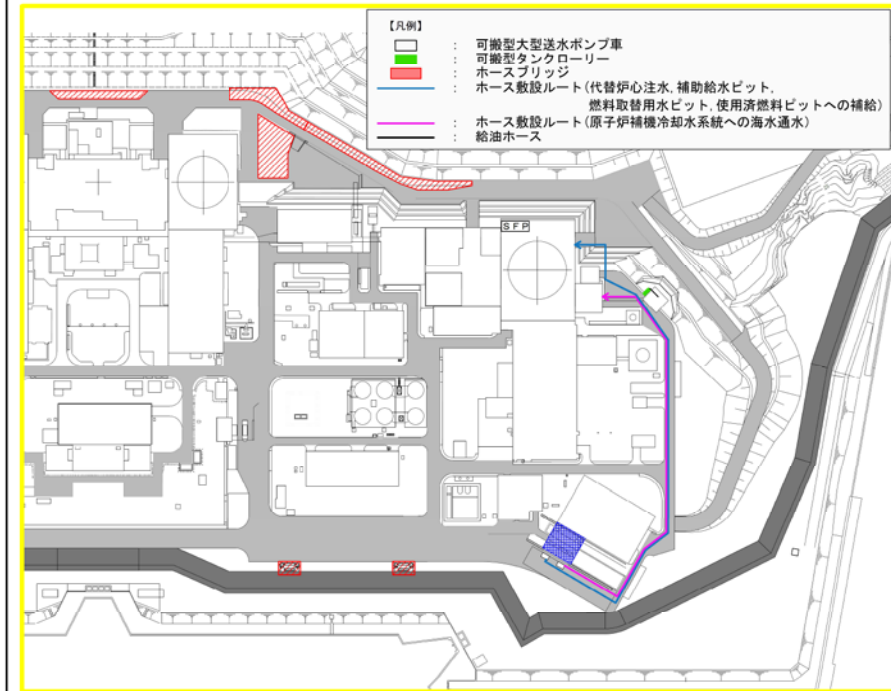 【凡例】
： 可搬型大型送水ポンプ車
： 可搬型タンクローリー
： ホースブリッジ
： ホース敷設ルート（代替炉心注水，補助給水ピット，
燃料取替用水ピット，使用済燃料ピットへの補給）
： ホース敷設ルート（原子炉補機冷却水系統への海水通水）
： 給油ホース
SFP